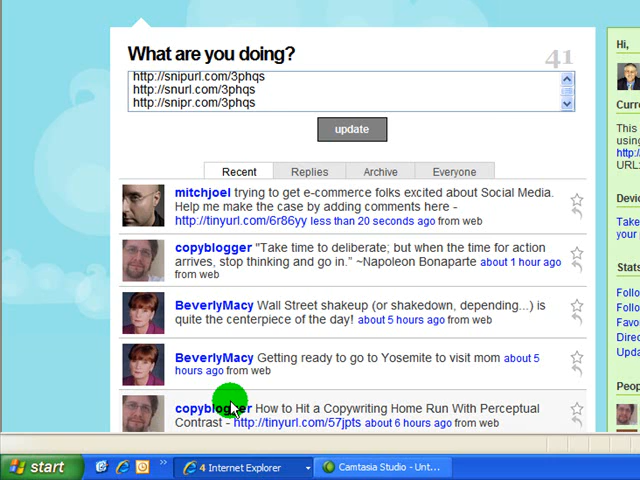 What are you doing?
41
http://snipurl.com/3phqs
http://snurl.com/3phqs
http://snipr.com/3phqs
update
Recent Replies Archive Everyone
mitchjoel trying to get e-commerce folks excited about Social Media.
Help me make the case by adding comments here -
http://tinyurl.com/6r86yy less than 20 seconds ago from web
copyblogger "Take time to deliberate; but when the time for action
arrives, stop thinking and go in." ~Napoleon Bonaparte about 1 hour ago
from web
BeverlyMacy Wall Street shakeup (or shakedown, depending...) is
quite the centerpiece of the day! about 5 hours ago from web
BeverlyMacy Getting ready to go to Yosemite to visit mom about 5
hours ago from web
copyblogger How to Hit a Copywriting Home Run With Perceptual
Contrast - http://tinyurl.com/57jpts about 6 hours ago from web
Hi,
Curre
This
using
http:/
URL:
Devi
Take
your
Stats
Follo
Follo
Favo
Direc
Upda
Peop
start
4 Internet Explorer
Camtasia Studio - Unt...